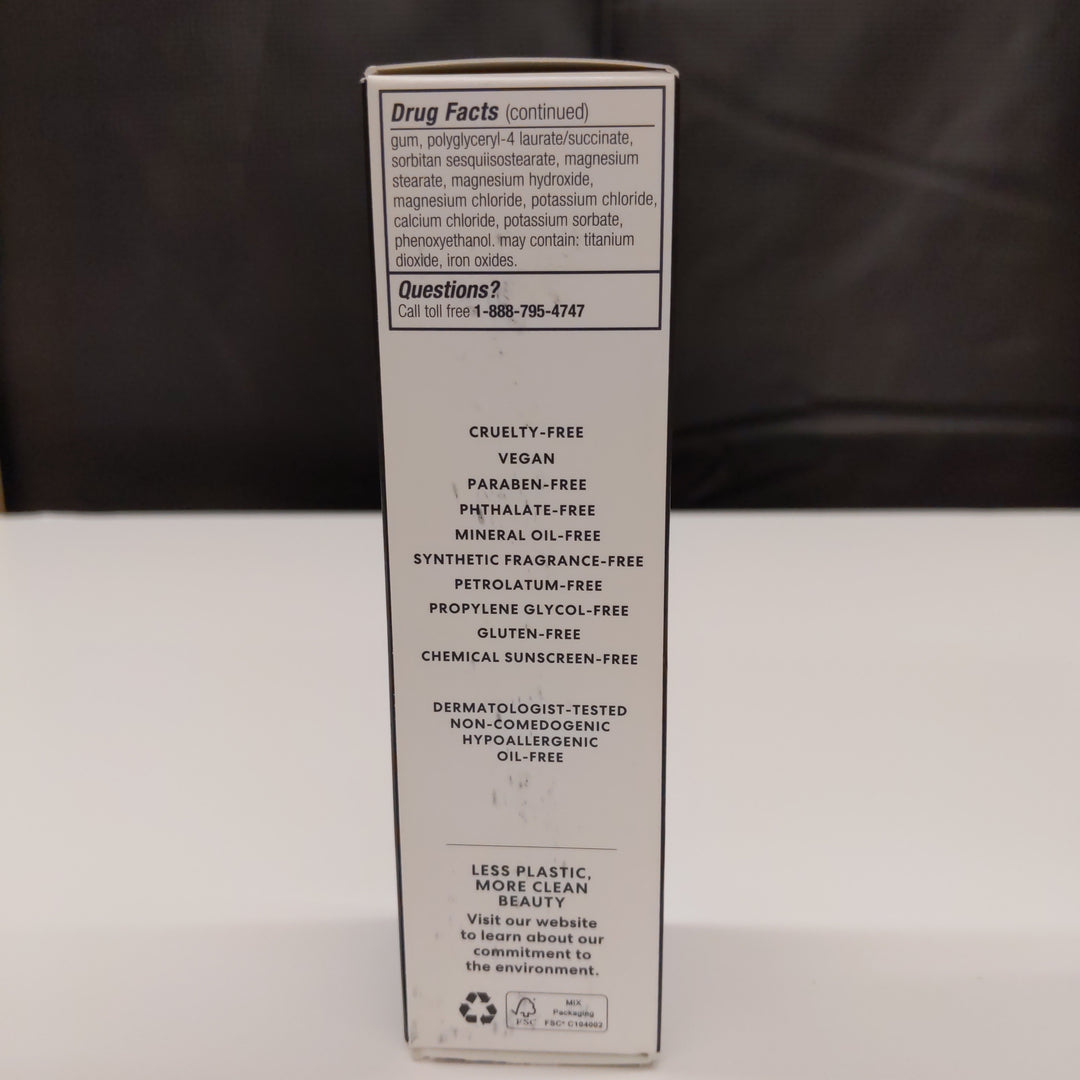 Drug Facts (continued)
gum, polyglyceryl-4 laurate/succinate,
sorbitan sesquiisostearate, magnesium
stearate, magnesium hydroxide,
magnesium chloride, potassium chloride,
calcium chloride, potassium sorbate,
phenoxyethanol. may contain: titanium
dioxide, iron oxides.
Questions?
Call toll free 1-888-795-4747
CRUELTY-FREE
VEGAN
PARABEN-FREE
PHTHALATE-FREE
MINERAL OIL-FREE
SYNTHETIC FRAGRANCE-FREE
PETROLATUM-FREE
PROPYLENE GLYCOL-FREE
GLUTEN-FREE
CHEMICAL SUNSCREEN-FREE
DERMATOLOGIST-TESTED
NON-COMEDOGENIC
HYPOALLERGENIC
OIL-FREE
LESS PLASTIC,
MORE CLEAN
BEAUTY
Visit our website
to learn about our
commitment to
the environment.
MIX
Packaging
FSC FSC® C104002